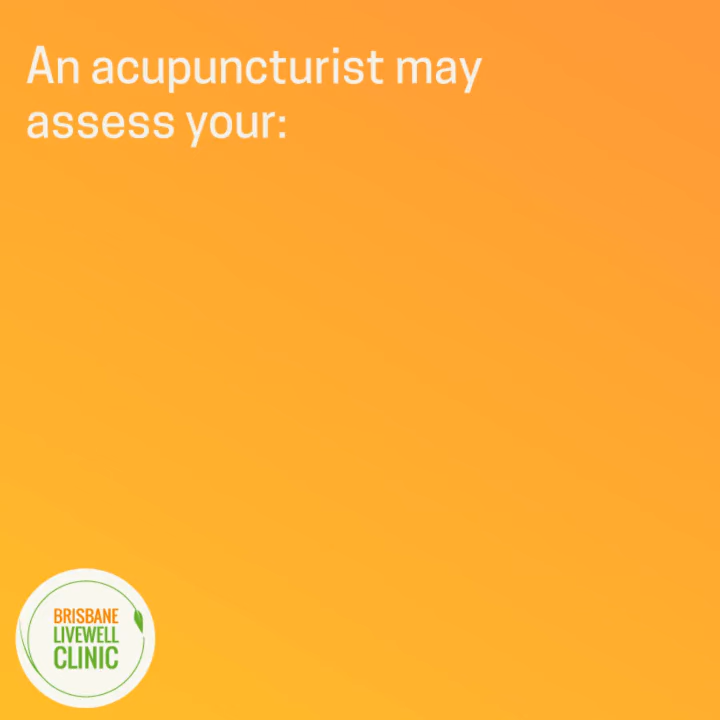 An acupuncturist may
assess your:
BRISBANE
LIVEWELL
CLINIC